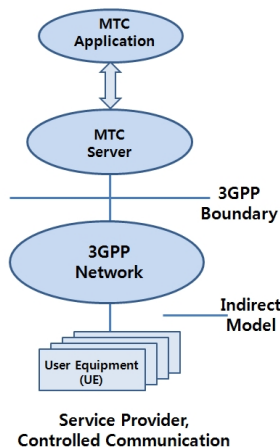 MTC
Application
MTC
Server
3GPP
Boundary
3GPP
Network
Indirect
Model
User Equipment
(UE)
Service Provider,
Controlled Communication